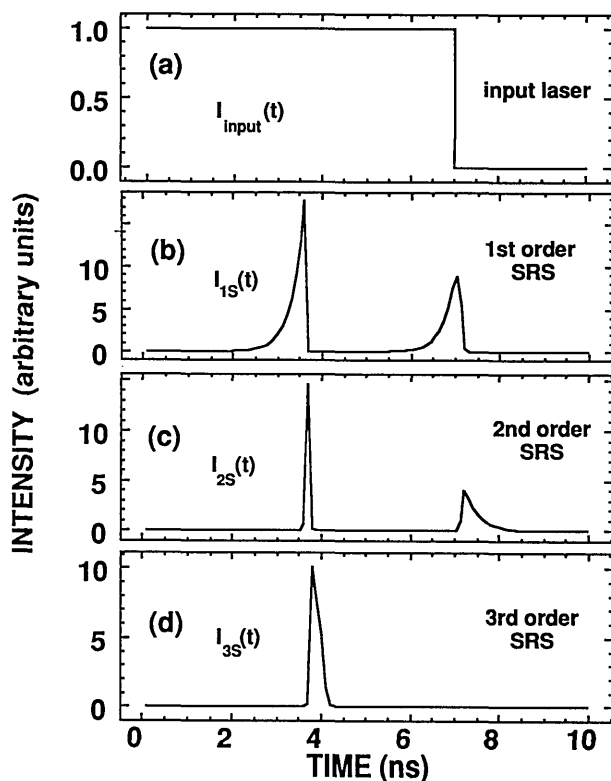 INTENSITY (arbitrary units)
1.0
0.5
0.0
(a)
I_input(t)
input laser
10
5
0
(b)
I_1S(t)
1st order
SRS
10
5
0
(c)
I_2S(t)
2nd order
SRS
10
5
0
(d)
I_3S(t)
3rd order
SRS
0 2 4 6 8 10
TIME (ns)